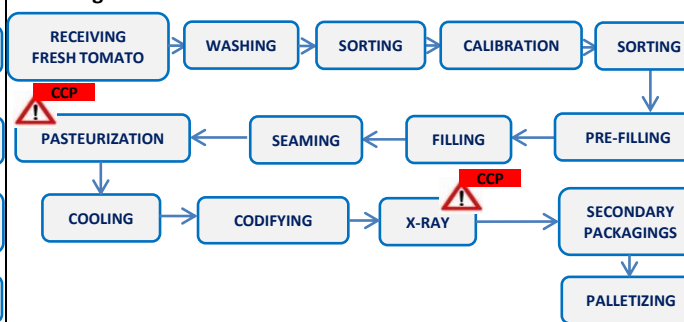 RECEIVING
FRESH TOMATO
WASHING
SORTING
CALIBRATION
SORTING
CCP
PASTEURIZATION
SEAMING
FILLING
PRE-FILLING
CCP
COOLING
CODIFYING
X-RAY
SECONDARY
PACKAGINGS
PALLETIZING